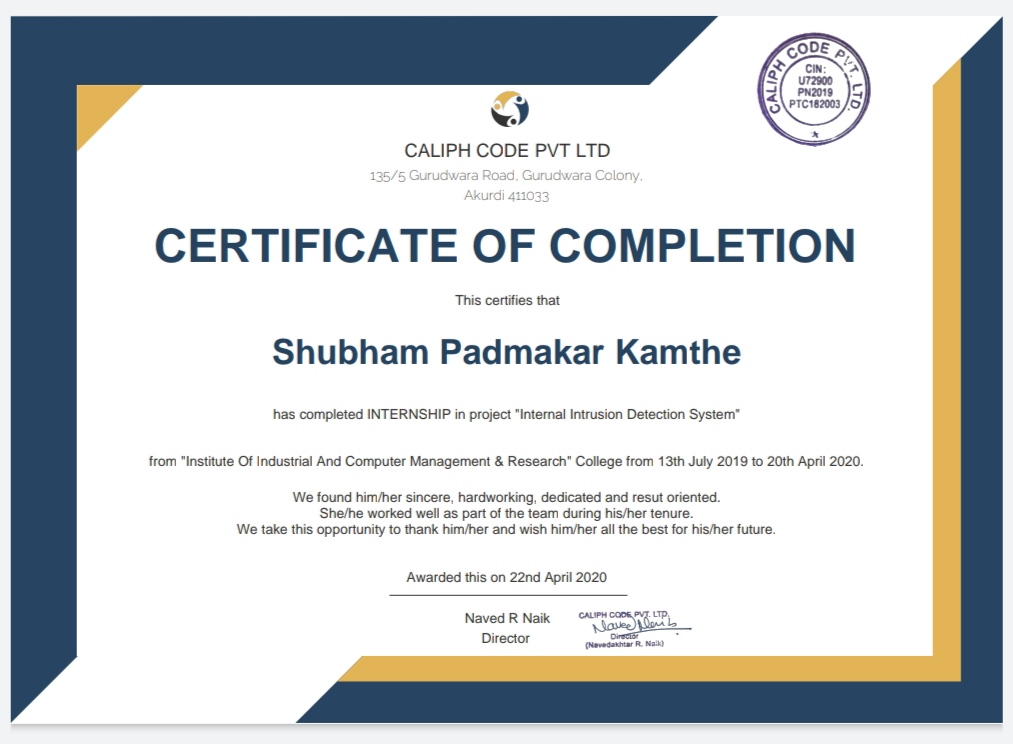 CALIPH CODE PVT. LTD.
CIN:
U72900
PN2019
PTC182003
CALIPH CODE PVT LTD
135/5 Gurudwara Road, Gurudwara Colony,
Akurdi 411033
CERTIFICATE OF COMPLETION
This certifies that
Shubham Padmakar Kamthe
has completed INTERNSHIP in project "Internal Intrusion Detection System"
from "Institute Of Industrial And Computer Management & Research" College from 13th July 2019 to 20th April 2020.
We found him/her sincere, hardworking, dedicated and resut oriented.
She/he worked well as part of the team during his/her tenure.
We take this opportunity to thank him/her and wish him/her all the best for his/her future.
Awarded this on 22nd April 2020
Naved R Naik
Director
CALIPH CODE PVT. LTD.
Director
(Navedakhtar R. Naik)